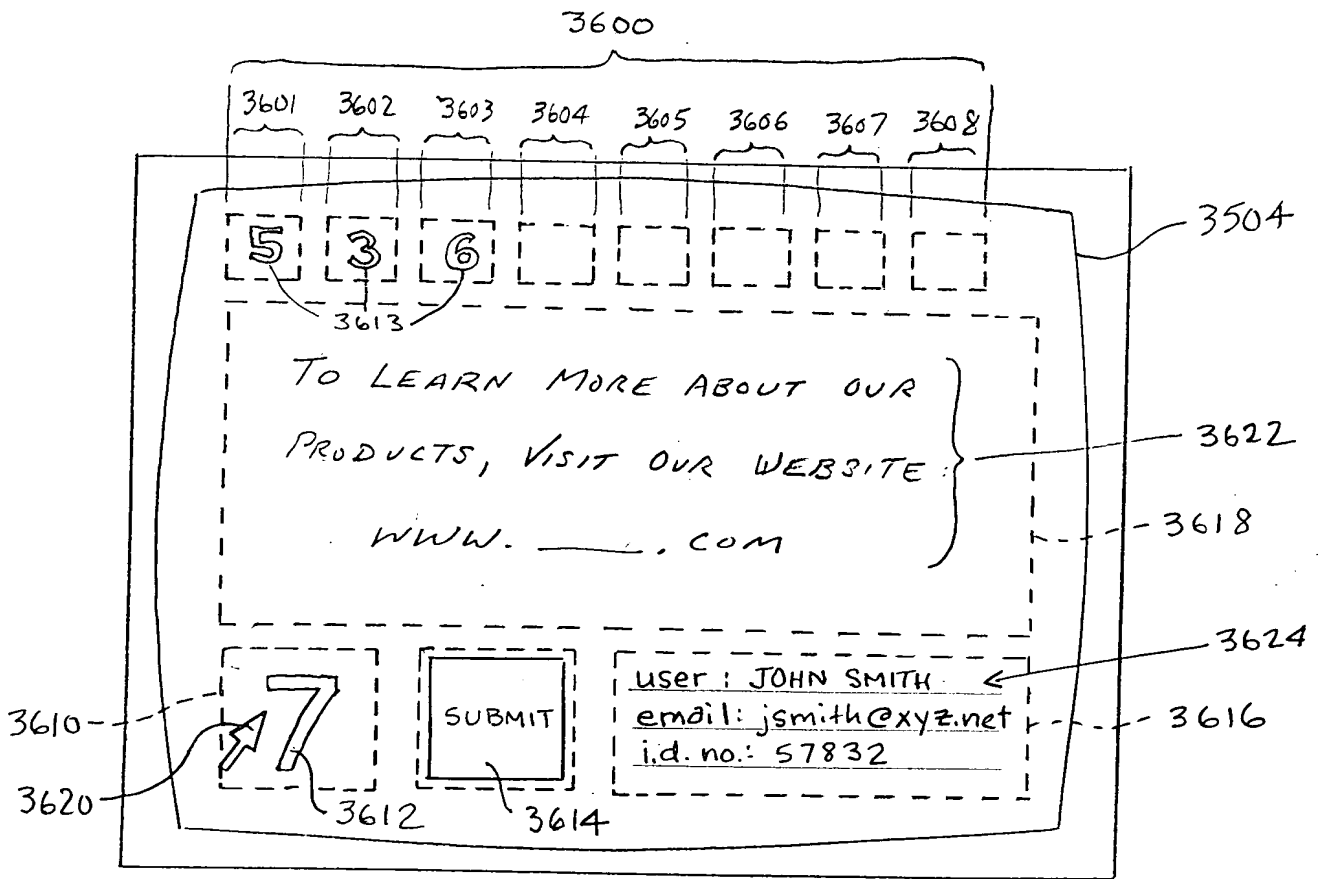 3600
3601 3602 3603 3604 3605 3606 3607 3608
3504
5 3 6
3613
TO LEARN MORE ABOUT OUR
PRODUCTS, VISIT OUR WEBSITE:
WWW. ____. COM
3622
3618
3624
user : JOHN SMITH
email: jsmith@xyz.net
i.d. no.: 57832
3616
3610
7
SUBMIT
3620
3612
3614